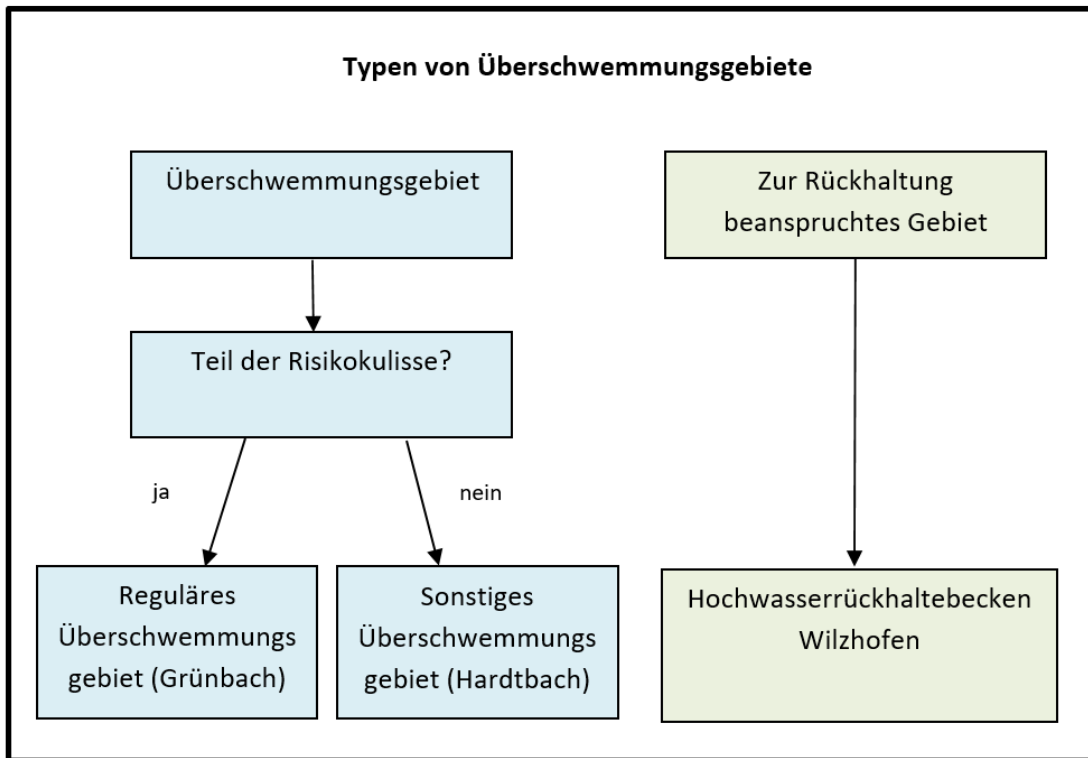 Typen von Überschwemmungsgebiete
Überschwemmungsgebiet
Zur Rückhaltung
beanspruchtes Gebiet
Teil der Risikokulisse?
ja
nein
Reguläres
Überschwemmungs
gebiet (Grünbach)
Sonstiges
Überschwemmungs
gebiet (Hardtbach)
Hochwasserrückhaltebecken
Wilzhofen